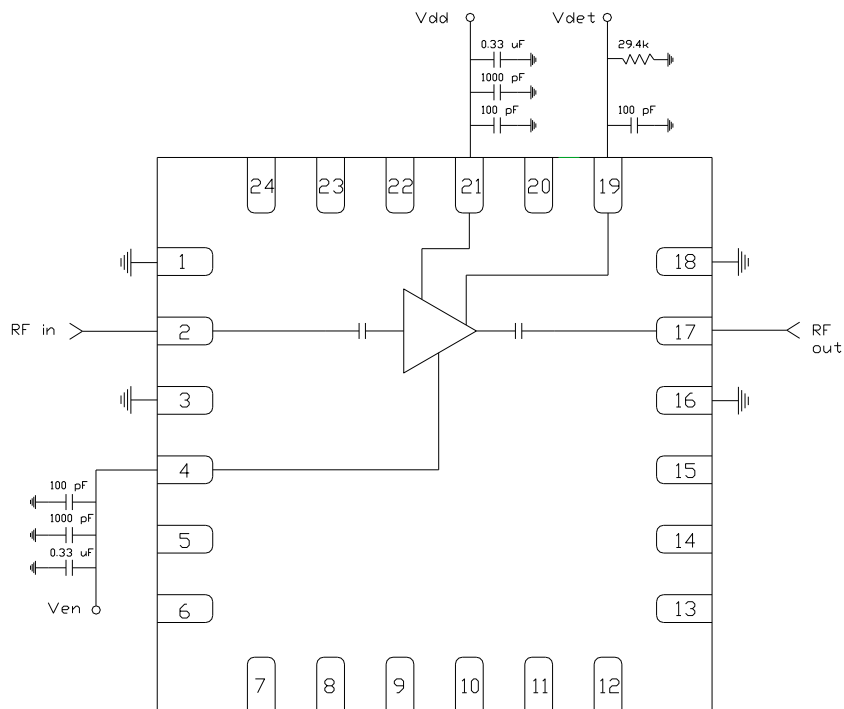 Vdd
Vdet
0.33 uF
29.4k
1000 pF
100 pF
100 pF
24
23
22
21
20
19
1
18
RF in
2
17
RF
out
3
16
4
15
100 pF
1000 pF
5
14
0.33 uF
Ven
6
13
7
8
9
10
11
12